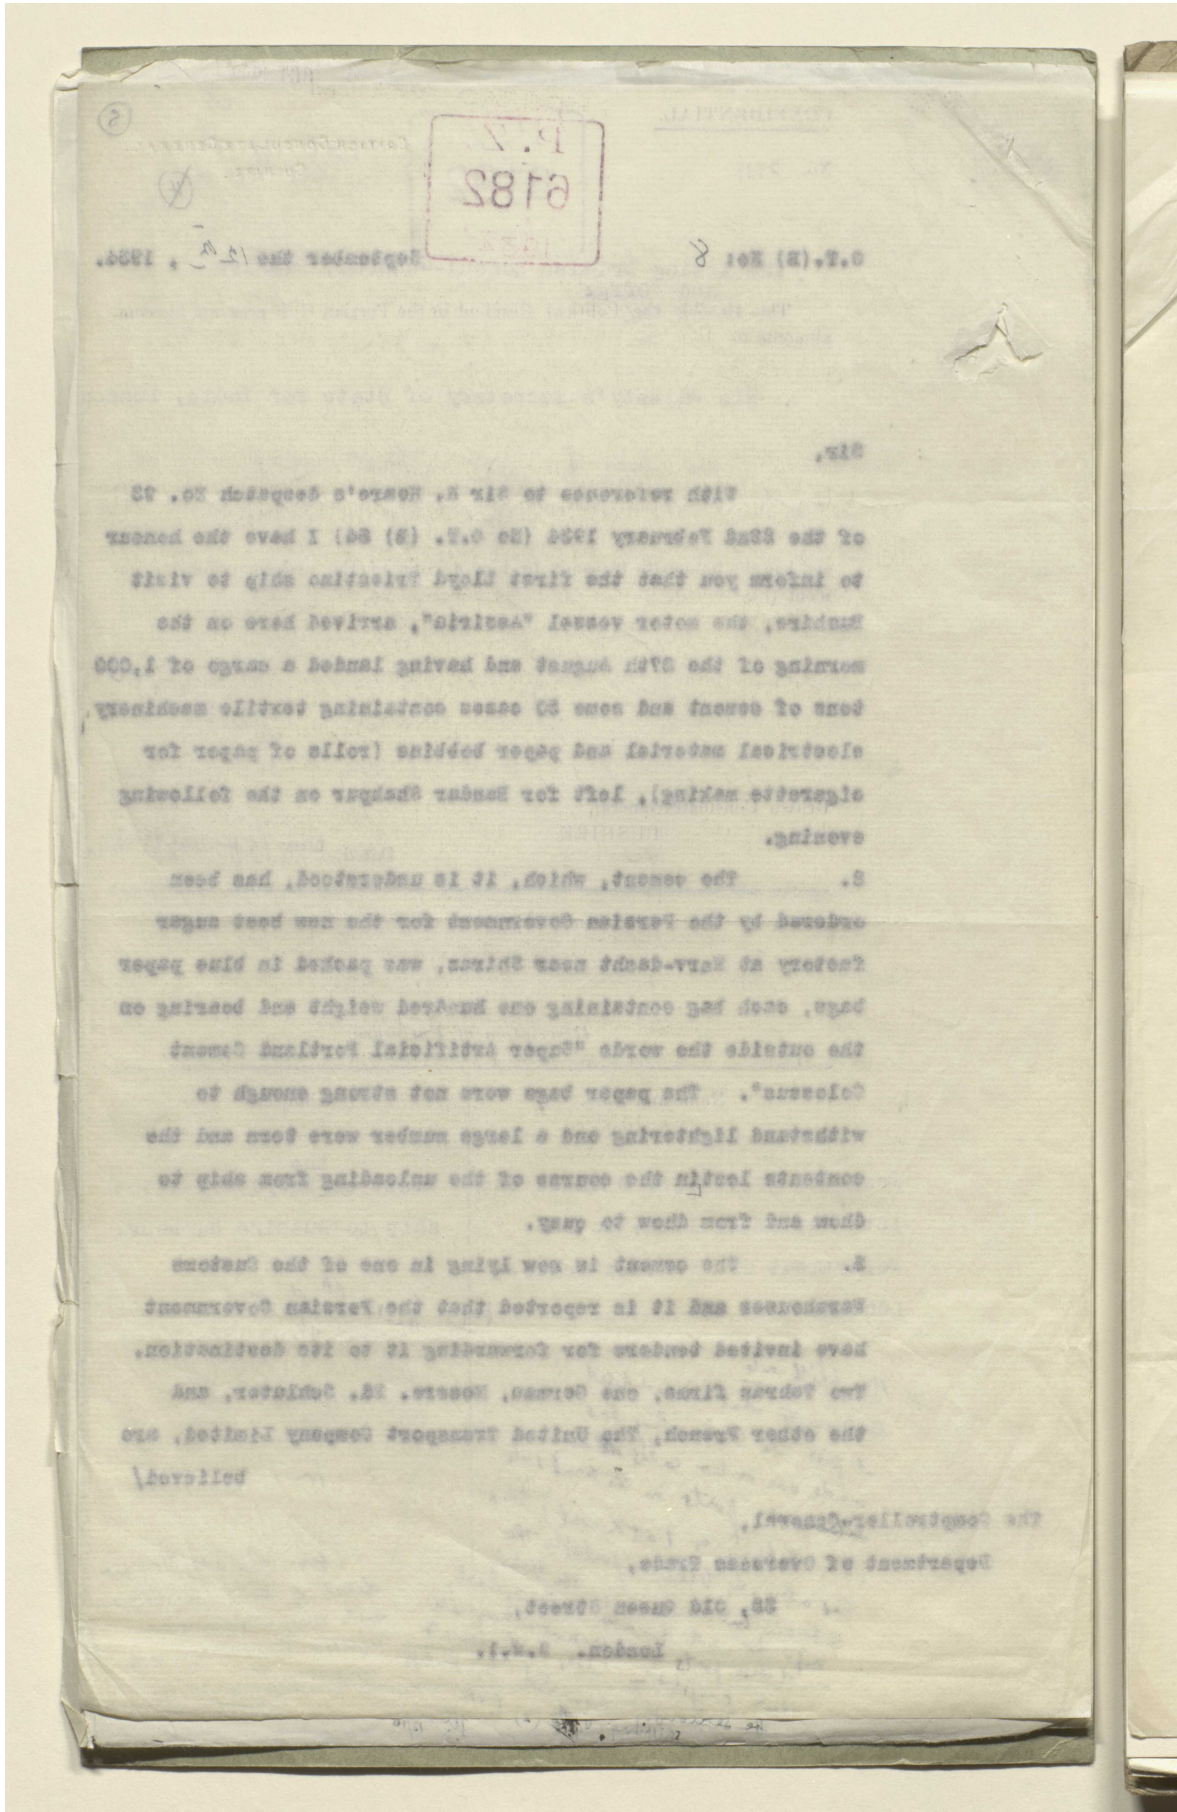 5
P.Z.
6182
4
O.T.(B) No: 8
September the 12th, 1934.
Sir,
With reference to Sir R. Hoare's despatch No. 93
of the 22nd February 1934 (No O.T. (B) 54) I have the honour
to inform you that the first Lloyd Triestino ship to visit
Bushire, the motor vessel "Assiria", arrived here on the
morning of the 27th August and having landed a cargo of 1,000
tons of cement and some 50 cases containing textile machinery,
electrical material and paper bobbins (rolls of paper for
cigarette making), left for Bandar Shahpur on the following
evening.
2. The cement, which, it is understood, has been
ordered by the Persian Government for the new beet sugar
factory at Merv-dasht near Shiraz, was packed in blue paper
bags, each bag containing one hundred weight and bearing on
the outside the words "Super Artificial Portland Cement
Colossus". The paper bags were not strong enough to
withstand lightering and a large number were torn and the
contents lost in the course of the unloading from ship to
dhow and from dhow to quay.
3. The cement is now lying in one of the Customs
Warehouses and it is reported that the Persian Government
have invited tenders for forwarding it to its destination.
Two Tehran firms, one German, Messrs. Ed. Schluter, and
the other French, The United Transport Company Limited, are
believed/
The Comptroller-General,
Department of Overseas Trade,
35, Old Queen Street,
London. S.W.1.